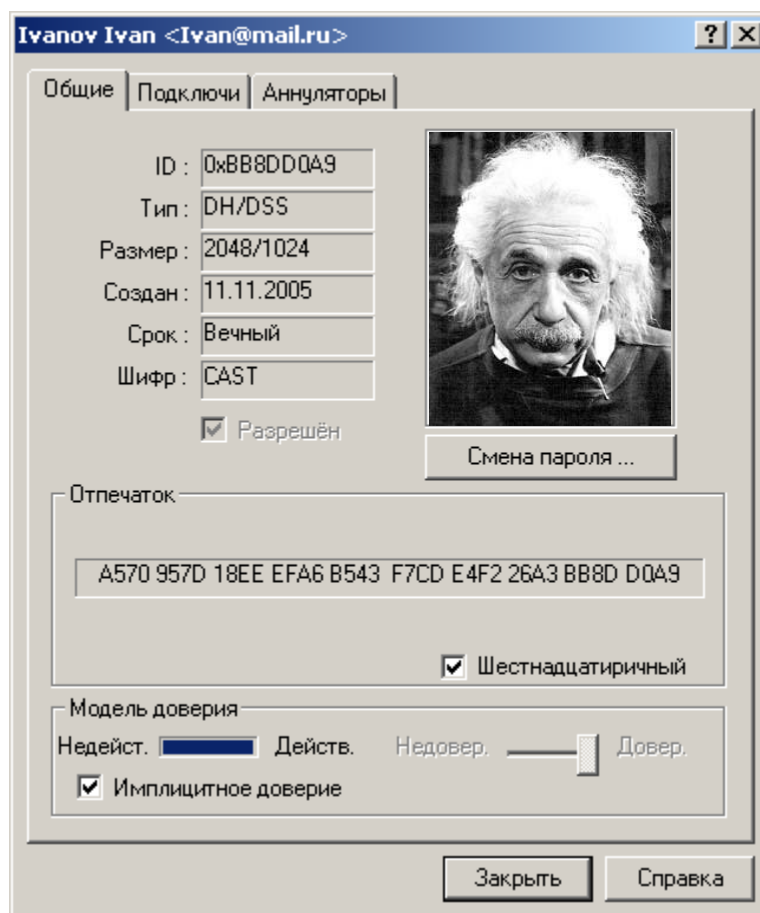 Ivanov Ivan <Ivan@mail.ru>
Общие Подключи Аннуляторы
ID : 0xBB8DD0A9
Тип : DH/DSS
Размер : 2048/1024
Создан : 11.11.2005
Срок : Вечный
Шифр : CAST
Разрешён
Смена пароля ...
Отпечаток
A570 957D 18EE EFA6 B543 F7CD E4F2 26A3 BB8D D0A9
Шестнадцатиричный
Модель доверия
Недейст. Действ. Недовер. Довер.
Имплицитное доверие
Закрыть Справка